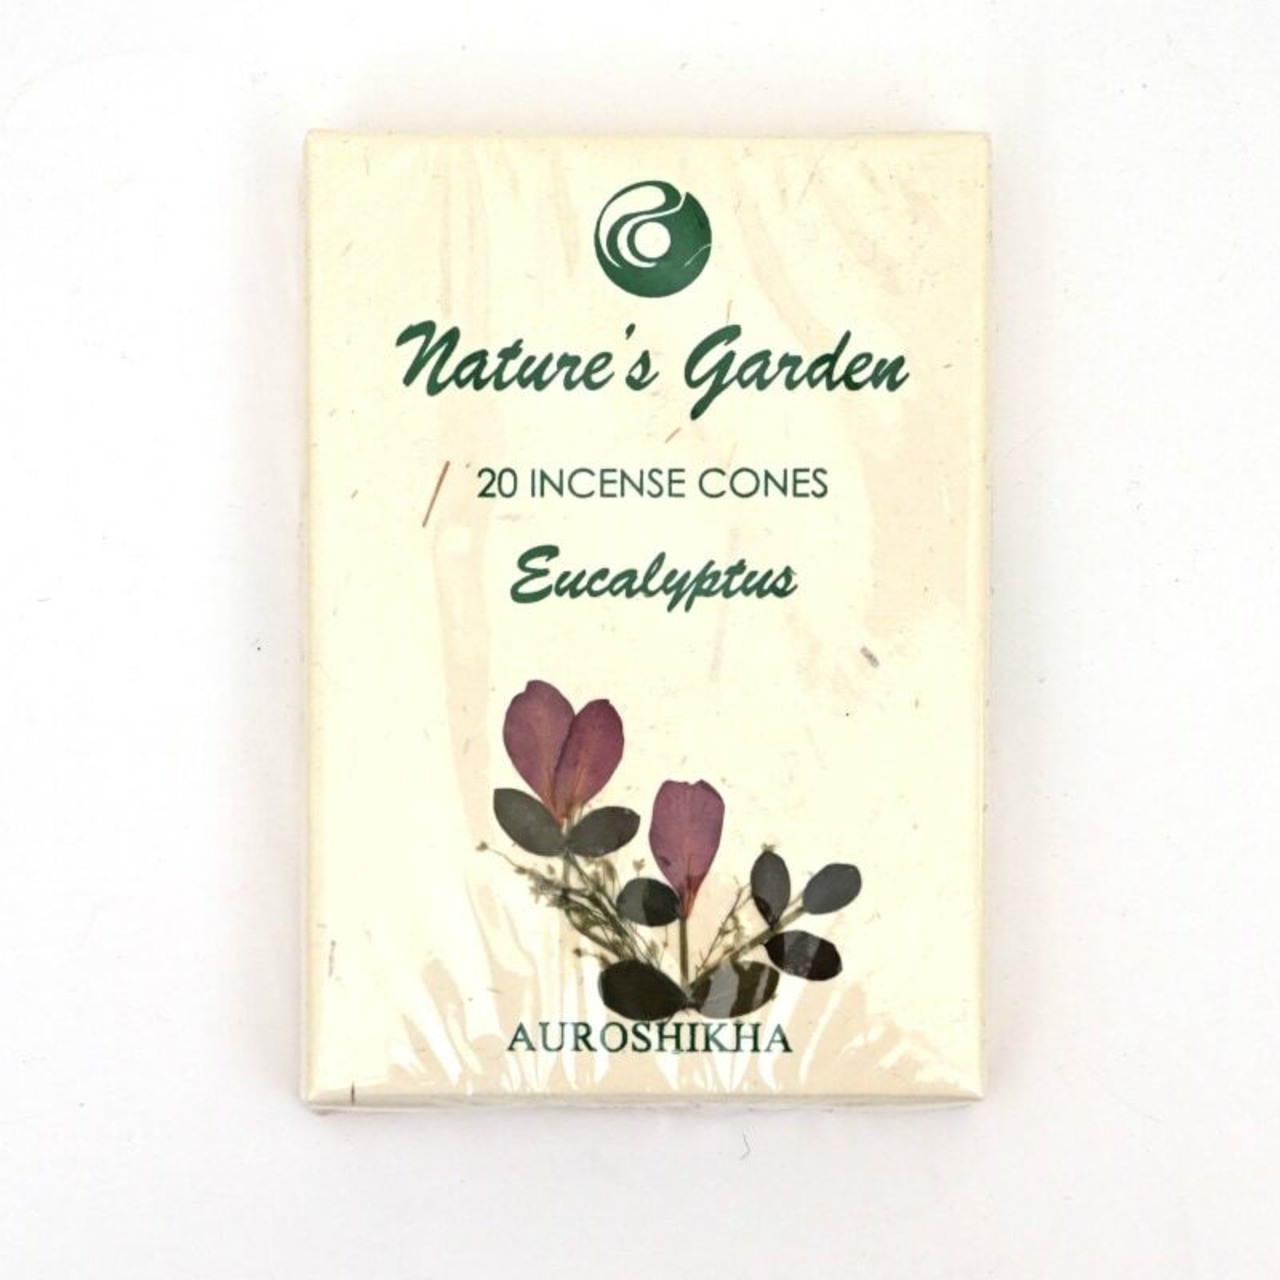 Nature's Garden
20 INCENSE CONES
Eucalyptus
AUROSHIKHA